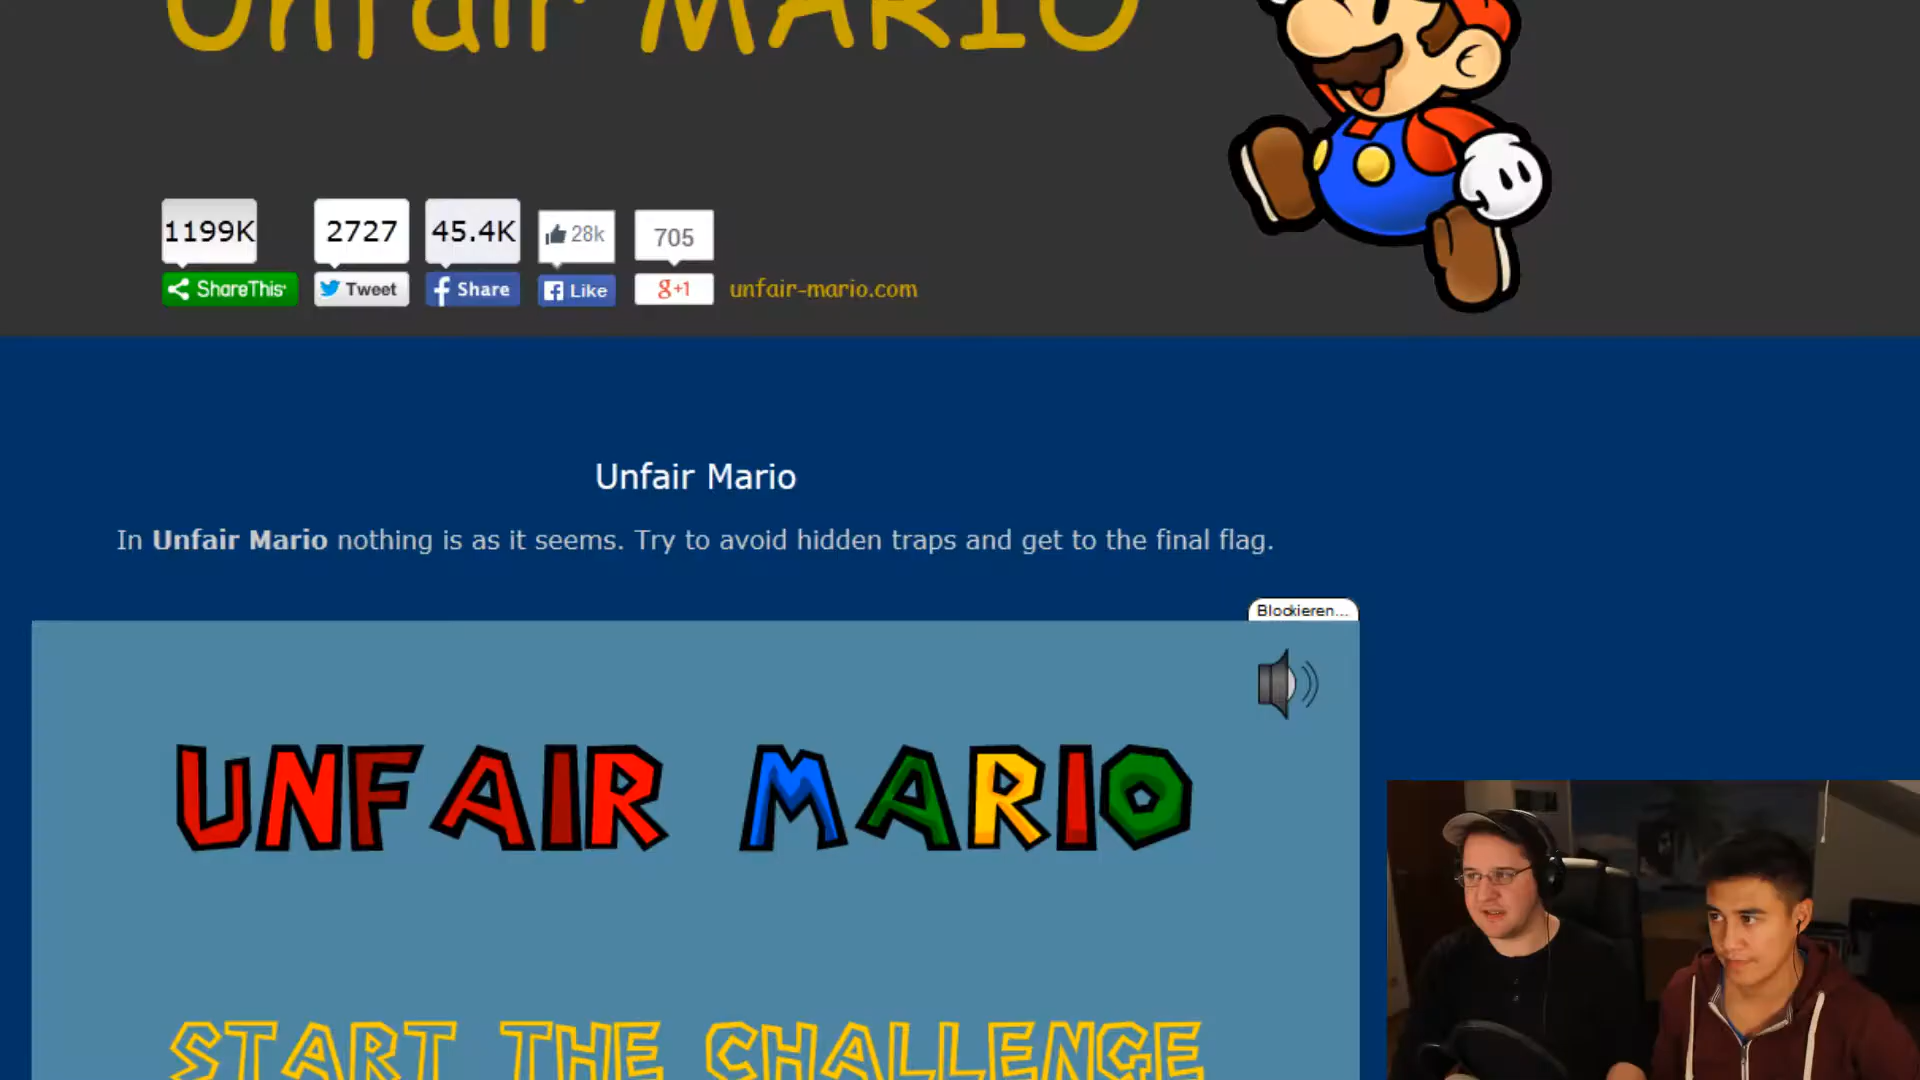 Unfair MARIO
1199K
2727
45.4K
28k
705
ShareThis
Tweet
Share
Like
g+1
unfair-mario.com
Unfair Mario
In Unfair Mario nothing is as it seems. Try to avoid hidden traps and get to the final flag.
Blockieren...
UNFAIR MARIO
START THE CHALLENGE